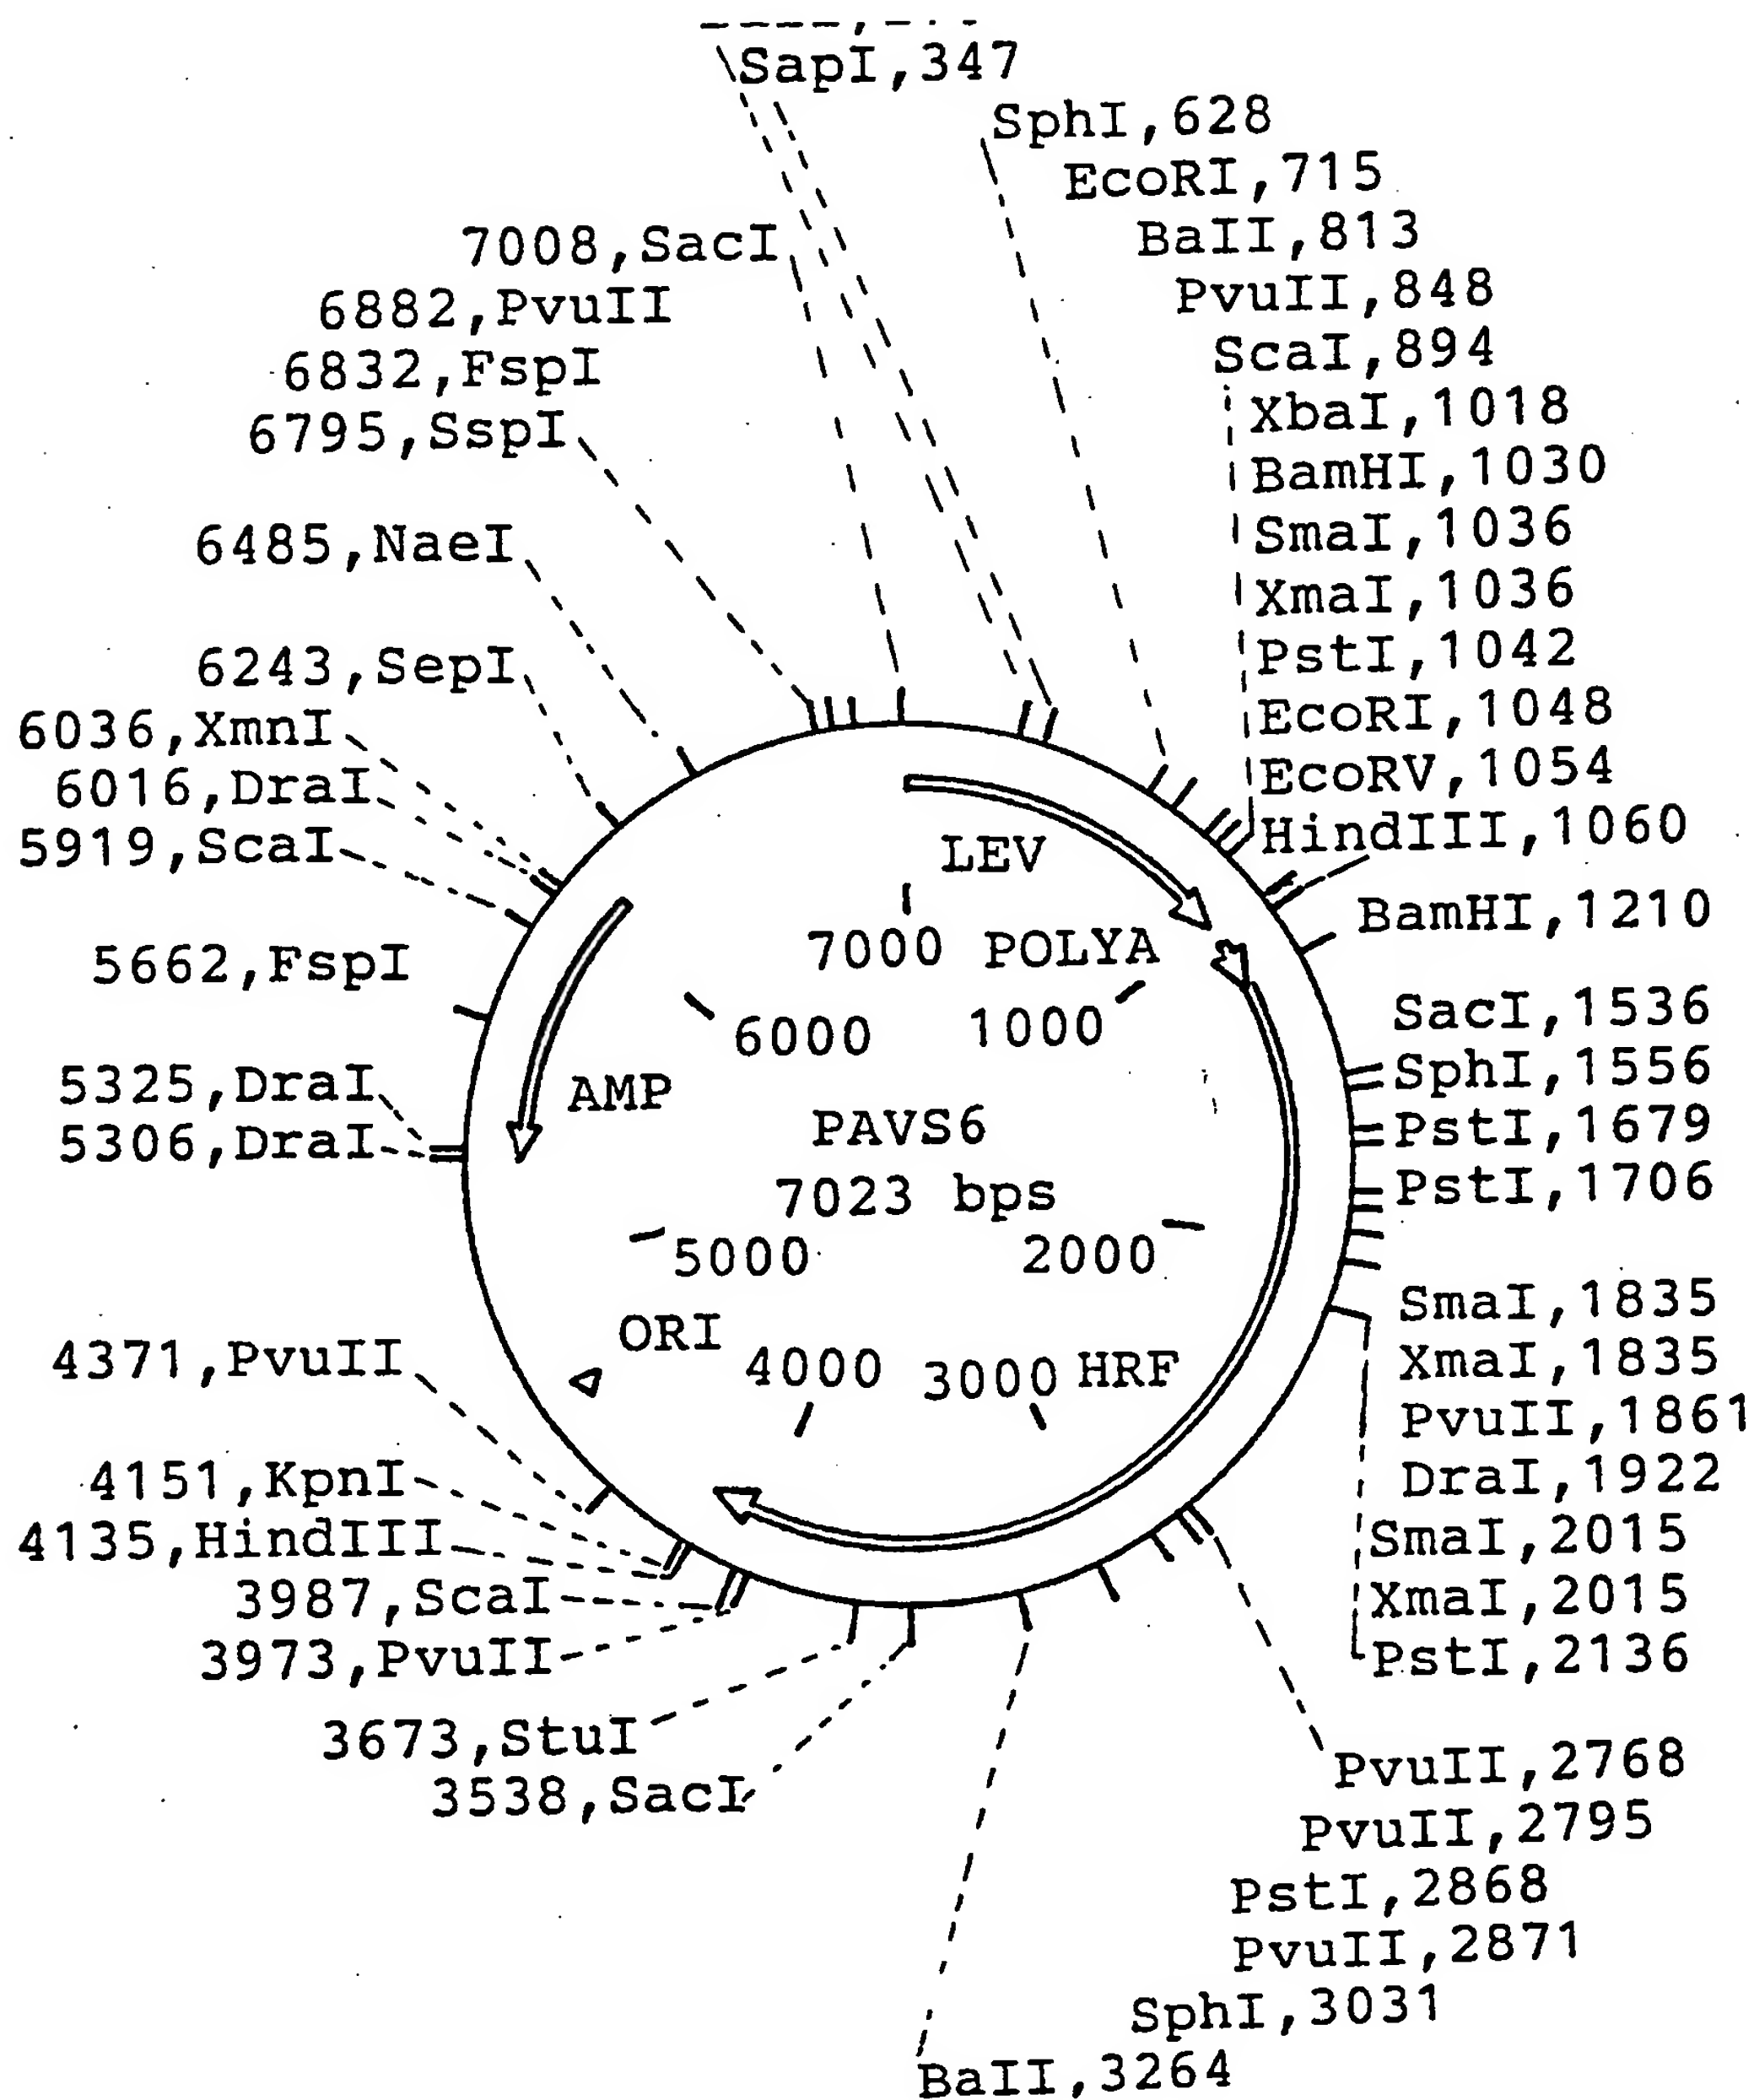 SapI,347
SphI,628
EcoRI,715
BaII,813
PvuII,848
ScaI,894
XbaI,1018
BamHI,1030
SmaI,1036
XmaI,1036
PstI,1042
EcoRI,1048
EcoRV,1054
HindIII,1060
BamHI,1210
SacI,1536
SphI,1556
PstI,1679
PstI,1706
SmaI,1835
XmaI,1835
PvuII,1861
DraI,1922
SmaI,2015
XmaI,2015
PstI,2136
PvuII,2768
PvuII,2795
PstI,2868
PvuII,2871
SphI,3031
BaII,3264
7008,SacI
6882,PvuII
6832,FspI
6795,SspI
6485,NaeI
6243,SepI
6036,XmnI
6016,DraI
5919,ScaI
5662,FspI
5325,DraI
5306,DraI
4371,PvuII
4151,KpnI
4135,HindIII
3987,ScaI
3973,PvuII
3673,StuI
3538,SacI
LEV
7000 POLYA
6000 1000
AMP
PAVS6
7023 bps
5000 2000
ORI
4000 3000 HRF